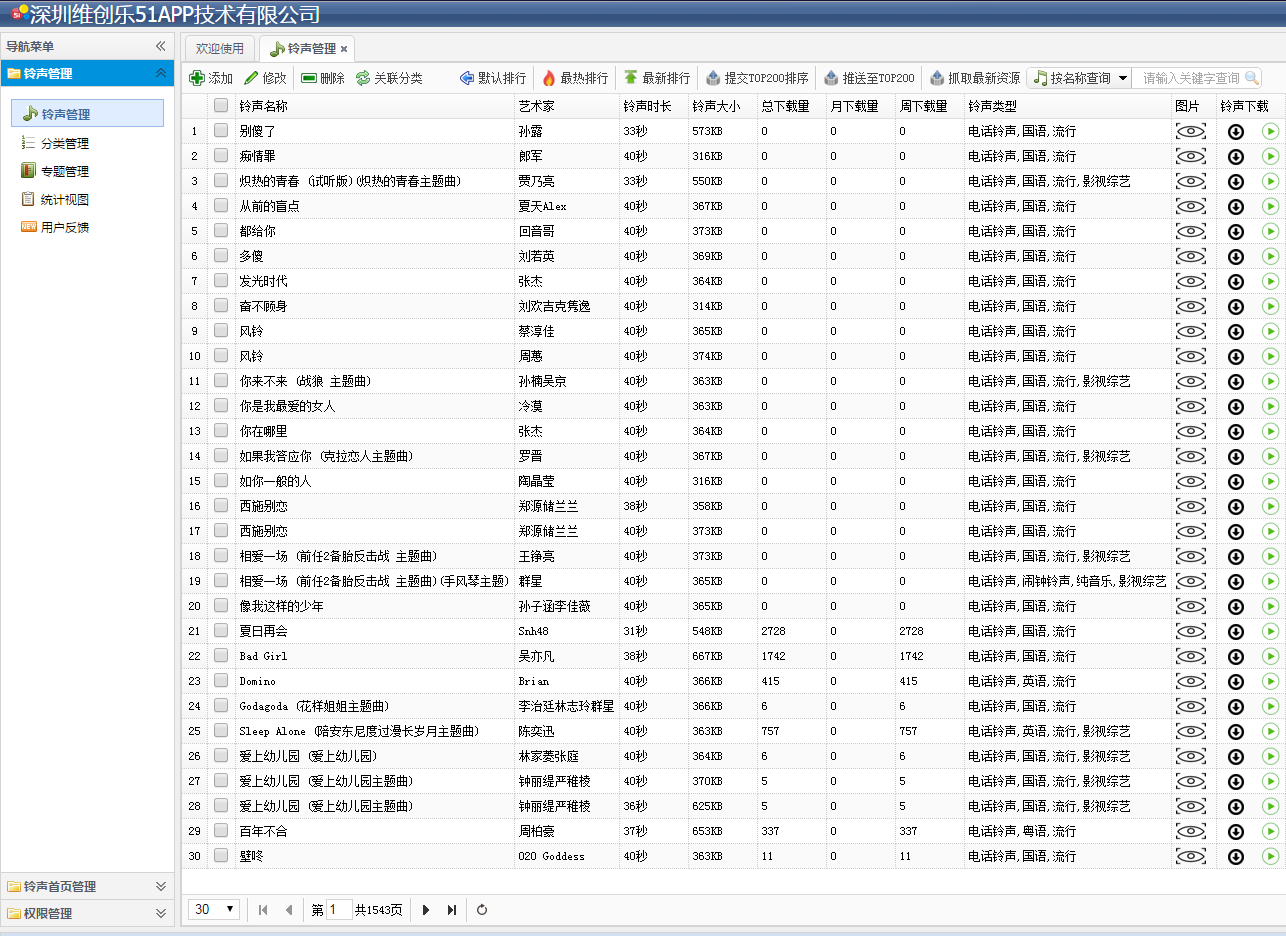 深圳维创乐51APP技术有限公司
导航菜单
铃声管理
铃声管理
分类管理
专题管理
统计视图
NEW 用户反馈
铃声首页管理
权限管理
欢迎使用 铃声管理
添加 修改 删除 关联分类 默认排行 最热排行 最新排行 提交TOP200排序 推送至TOP200 抓取最新资源 按名称查询 请输入关键字查询
铃声名称 艺术家 铃声时长 铃声大小 总下载量 月下载量 周下载量 铃声类型 图片 铃声下载
1 别傻了 孙露 33秒 573KB 0 0 0 电话铃声,国语,流行
2 痴情罪 郎军 40秒 316KB 0 0 0 电话铃声,国语,流行
3 炽热的青春 (试听版)(炽热的青春主题曲) 贾乃亮 33秒 550KB 0 0 0 电话铃声,国语,流行,影视综艺
4 从前的盲点 夏天Alex 40秒 367KB 0 0 0 电话铃声,国语,流行
5 都给你 回音哥 40秒 373KB 0 0 0 电话铃声,国语,流行
6 多傻 刘若英 40秒 369KB 0 0 0 电话铃声,国语,流行
7 发光时代 张杰 40秒 364KB 0 0 0 电话铃声,国语,流行
8 奋不顾身 刘欢吉克隽逸 40秒 314KB 0 0 0 电话铃声,国语,流行
9 风铃 蔡淳佳 40秒 365KB 0 0 0 电话铃声,国语,流行
10 风铃 周蕙 40秒 374KB 0 0 0 电话铃声,国语,流行
11 你来不来 (战狼 主题曲) 孙楠吴京 40秒 363KB 0 0 0 电话铃声,国语,流行,影视综艺
12 你是我最爱的女人 冷漠 40秒 363KB 0 0 0 电话铃声,国语,流行
13 你在哪里 张杰 40秒 364KB 0 0 0 电话铃声,国语,流行
14 如果我答应你 (克拉恋人主题曲) 罗晋 40秒 367KB 0 0 0 电话铃声,国语,流行,影视综艺
15 如你一般的人 陶晶莹 40秒 316KB 0 0 0 电话铃声,国语,流行
16 西施别恋 郑源储兰兰 38秒 358KB 0 0 0 电话铃声,国语,流行
17 西施别恋 郑源储兰兰 40秒 373KB 0 0 0 电话铃声,国语,流行
18 相爱一场 (前任2备胎反击战 主题曲) 王铮亮 40秒 373KB 0 0 0 电话铃声,国语,流行,影视综艺
19 相爱一场 (前任2备胎反击战 主题曲)(手风琴主题) 群星 40秒 365KB 0 0 0 电话铃声,闹钟铃声,纯音乐,影视综艺
20 像我这样的少年 孙子涵李佳薇 40秒 365KB 0 0 0 电话铃声,国语,流行
21 夏日再会 Snh48 31秒 548KB 2728 0 2728 电话铃声,国语,流行
22 Bad Girl 吴亦凡 38秒 667KB 1742 0 1742 电话铃声,国语,流行
23 Domino Brian 40秒 366KB 415 0 415 电话铃声,英语,流行
24 Godagoda (花样姐姐主题曲) 李治廷林志玲群星 40秒 366KB 6 0 6 电话铃声,国语,流行
25 Sleep Alone (陪安东尼度过漫长岁月主题曲) 陈奕迅 40秒 363KB 757 0 757 电话铃声,英语,流行,影视综艺
26 爱上幼儿园 (爱上幼儿园) 林家菱张庭 40秒 364KB 6 0 6 电话铃声,国语,流行,影视综艺
27 爱上幼儿园 (爱上幼儿园主题曲) 钟丽缇严稚棱 40秒 370KB 5 0 5 电话铃声,国语,流行,影视综艺
28 爱上幼儿园 (爱上幼儿园主题曲) 钟丽缇严稚棱 36秒 625KB 5 0 5 电话铃声,国语,流行,影视综艺
29 百年不合 周柏豪 37秒 653KB 337 0 337 电话铃声,粤语,流行
30 壁咚 020 Goddess 40秒 363KB 11 0 11 电话铃声,国语,流行
30 第 1 共1543页